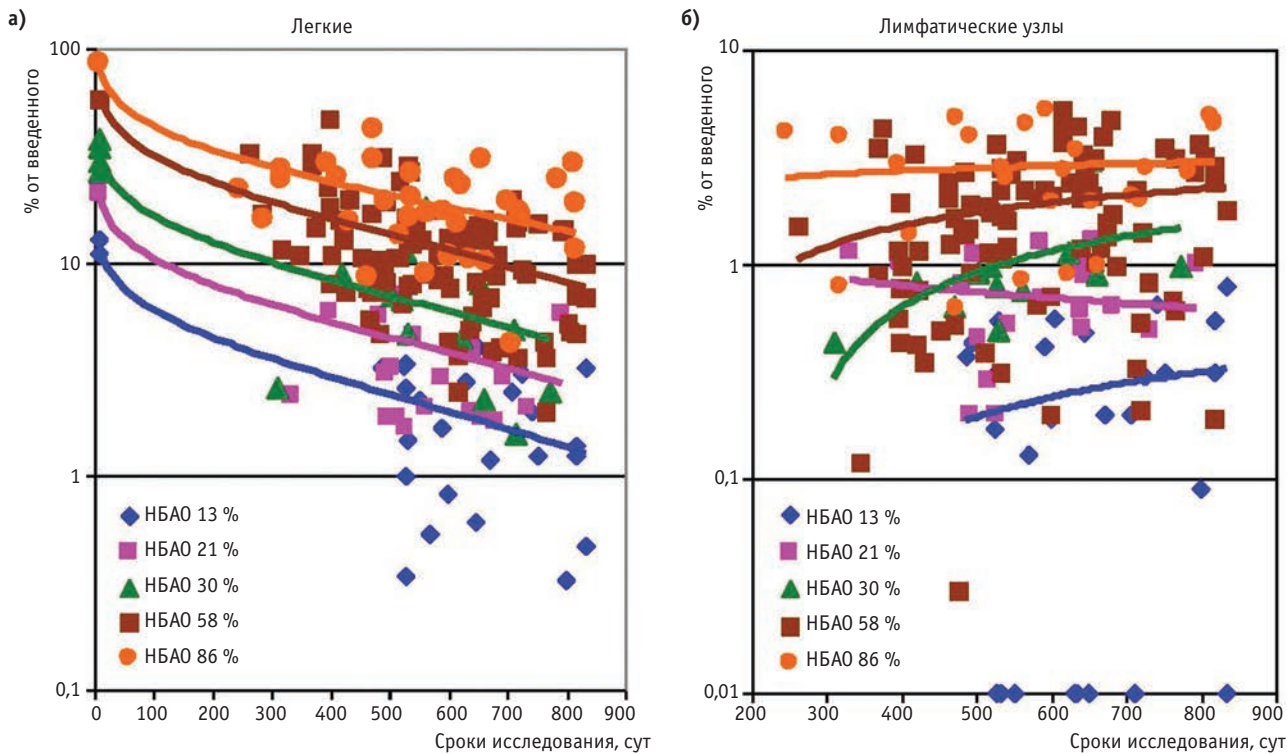 а)
Легкие
% от введенного
100
10
1
0,1
НБАО 13 %
НБАО 21 %
НБАО 30 %
НБАО 58 %
НБАО 86 %
0 100 200 300 400 500 600 700 800 900
Сроки исследования, сут
б)
Лимфатические узлы
% от введенного
10
1
0,1
0,01
НБАО 13 %
НБАО 21 %
НБАО 30 %
НБАО 58 %
НБАО 86 %
200 300 400 500 600 700 800 900
Сроки исследования, сут